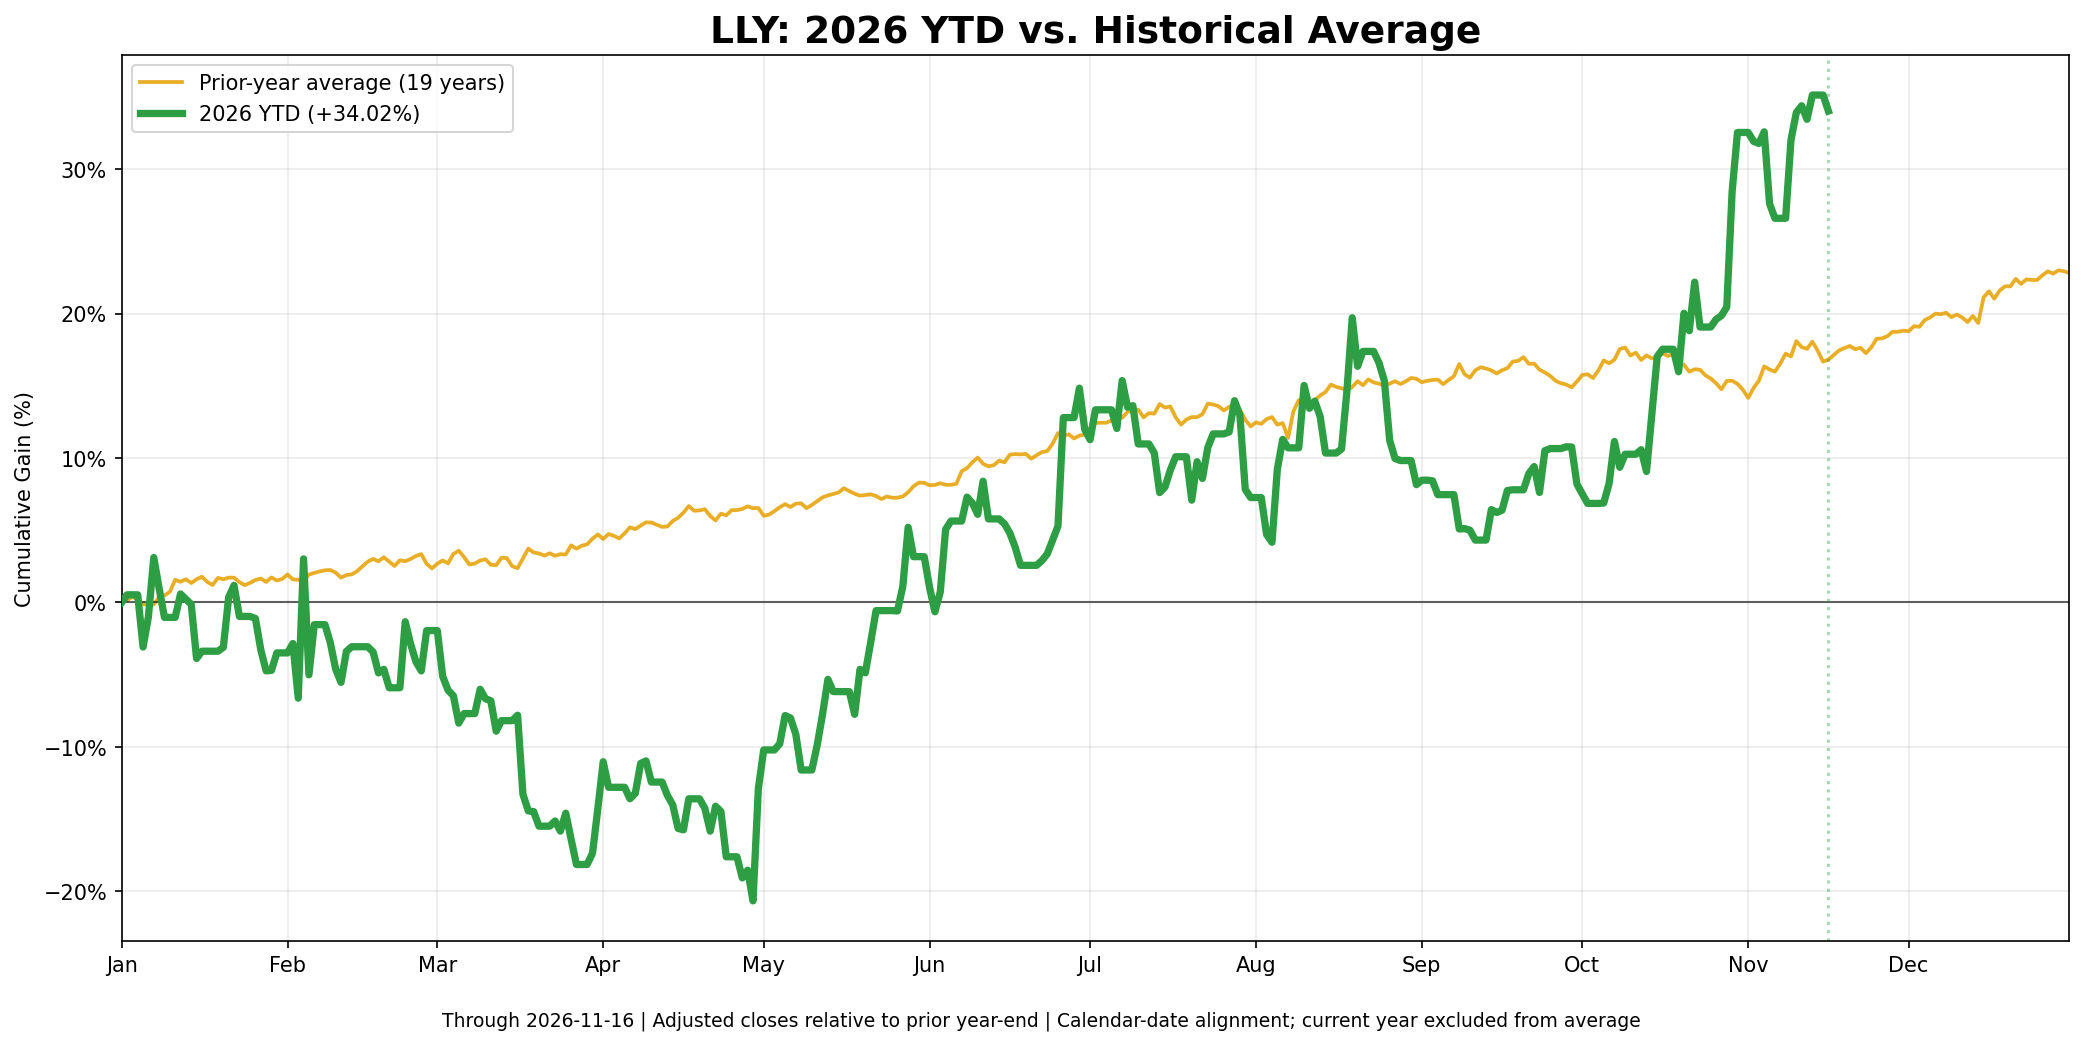 LLY: 2026 YTD vs. Historical Average
Prior-year average (19 years)
2026 YTD (+34.02%)
Cumulative Gain (%)
30%
20%
10%
0%
−10%
−20%
Jan Feb Mar Apr May Jun Jul Aug Sep Oct Nov Dec
Through 2026-11-16 | Adjusted closes relative to prior year-end | Calendar-date alignment; current year excluded from average